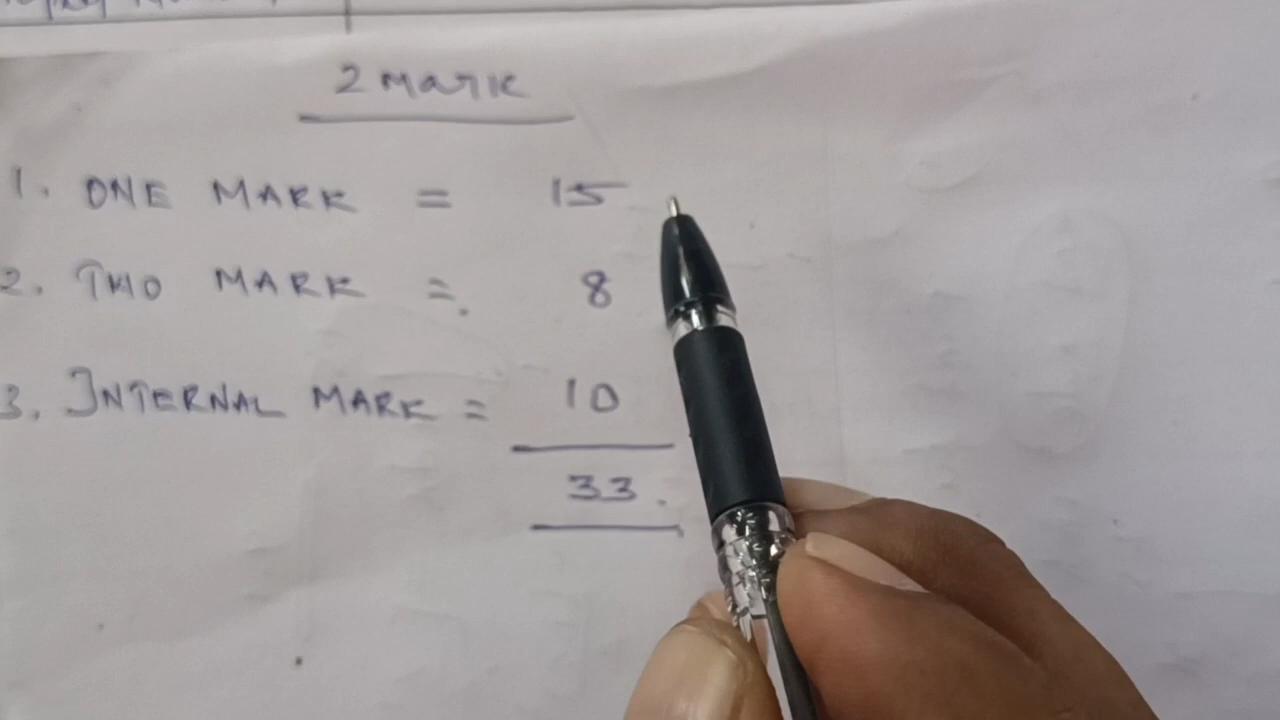 2 Mark
1. ONE MARK = 15
2. TWO MARK = 8
3. INTERNAL MARK = 10
33.